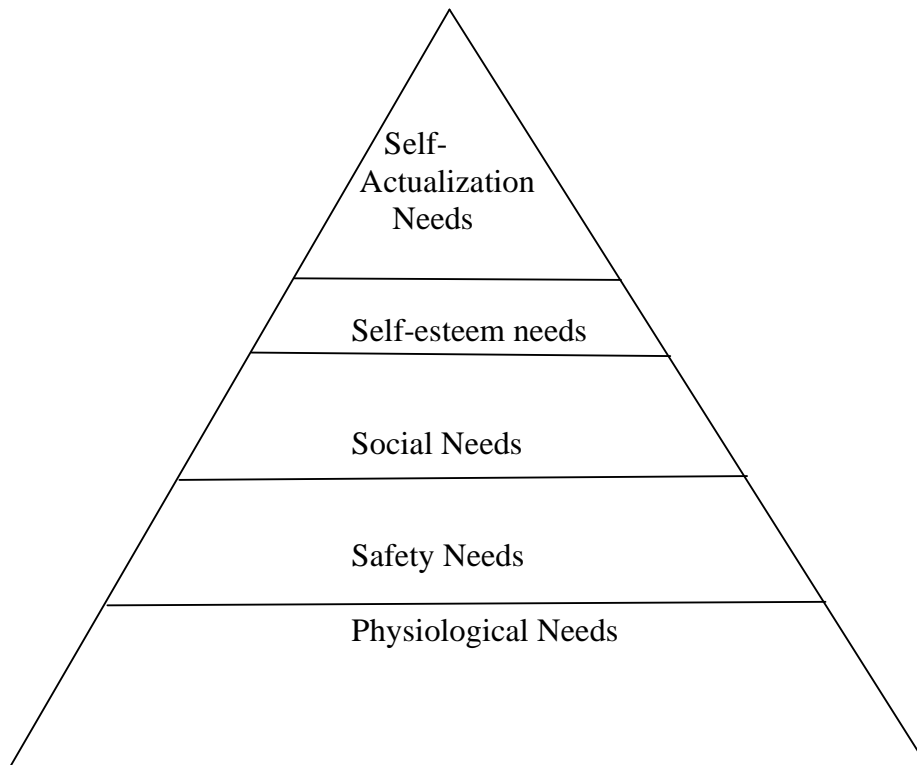 Self-
Actualization
Needs
Self-esteem needs
Social Needs
Safety Needs
Physiological Needs